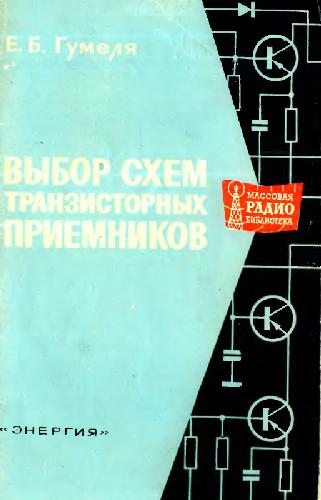 Е. Б. Гумеля
ВЫБОР СХЕМ
ТРАНЗИСТОРНЫХ
ПРИЕМНИКОВ
МАССОВАЯ
РАДИО
БИБЛИОТЕКА
«ЭНЕРГИЯ»